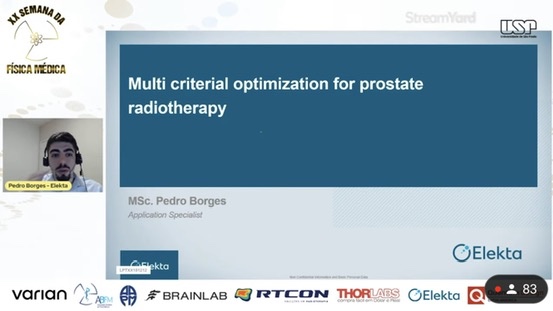 XX SEMANA DA
FÍSICA MÉDICA
StreamYard
USP
Multi criterial optimization for prostate
radiotherapy
Pedro Borges - Elekta
MSc. Pedro Borges
Application Specialist
Elekta
Elekta
varian
ABFM
BRAINLAB
RTCON
THORLABS
Elekta
83